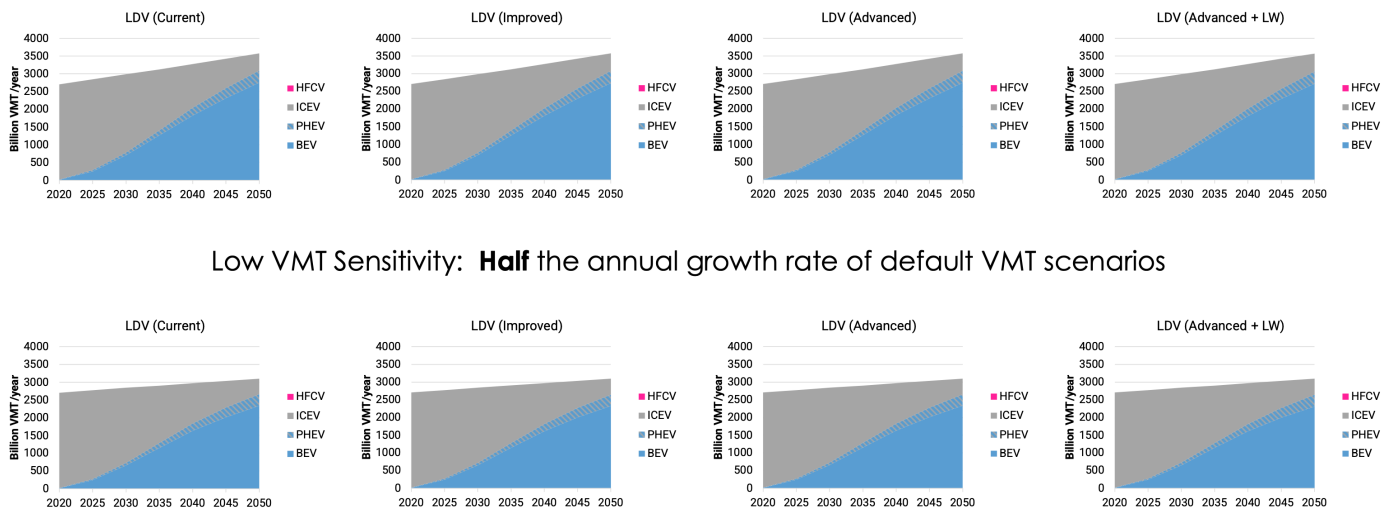 LDV (Current)
4000
3500
3000
2500
2000
1500
1000
500
0
Billion VMT/year
2020 2025 2030 2035 2040 2045 2050
HFCV
ICEV
PHEV
BEV
LDV (Improved)
4000
3500
3000
2500
2000
1500
1000
500
0
Billion VMT/year
2020 2025 2030 2035 2040 2045 2050
HFCV
ICEV
PHEV
BEV
LDV (Advanced)
4000
3500
3000
2500
2000
1500
1000
500
0
Billion VMT/year
2020 2025 2030 2035 2040 2045 2050
HFCV
ICEV
PHEV
BEV
LDV (Advanced + LW)
4000
3500
3000
2500
2000
1500
1000
500
0
Billion VMT/year
2020 2025 2030 2035 2040 2045 2050
HFCV
ICEV
PHEV
BEV
Low VMT Sensitivity: Half the annual growth rate of default VMT scenarios
LDV (Current)
4000
3500
3000
2500
2000
1500
1000
500
0
Billion VMT/year
2020 2025 2030 2035 2040 2045 2050
HFCV
ICEV
PHEV
BEV
LDV (Improved)
4000
3500
3000
2500
2000
1500
1000
500
0
Billion VMT/year
2020 2025 2030 2035 2040 2045 2050
HFCV
ICEV
PHEV
BEV
LDV (Advanced)
4000
3500
3000
2500
2000
1500
1000
500
0
Billion VMT/year
2020 2025 2030 2035 2040 2045 2050
HFCV
ICEV
PHEV
BEV
LDV (Advanced + LW)
4000
3500
3000
2500
2000
1500
1000
500
0
Billion VMT/year
2020 2025 2030 2035 2040 2045 2050
HFCV
ICEV
PHEV
BEV